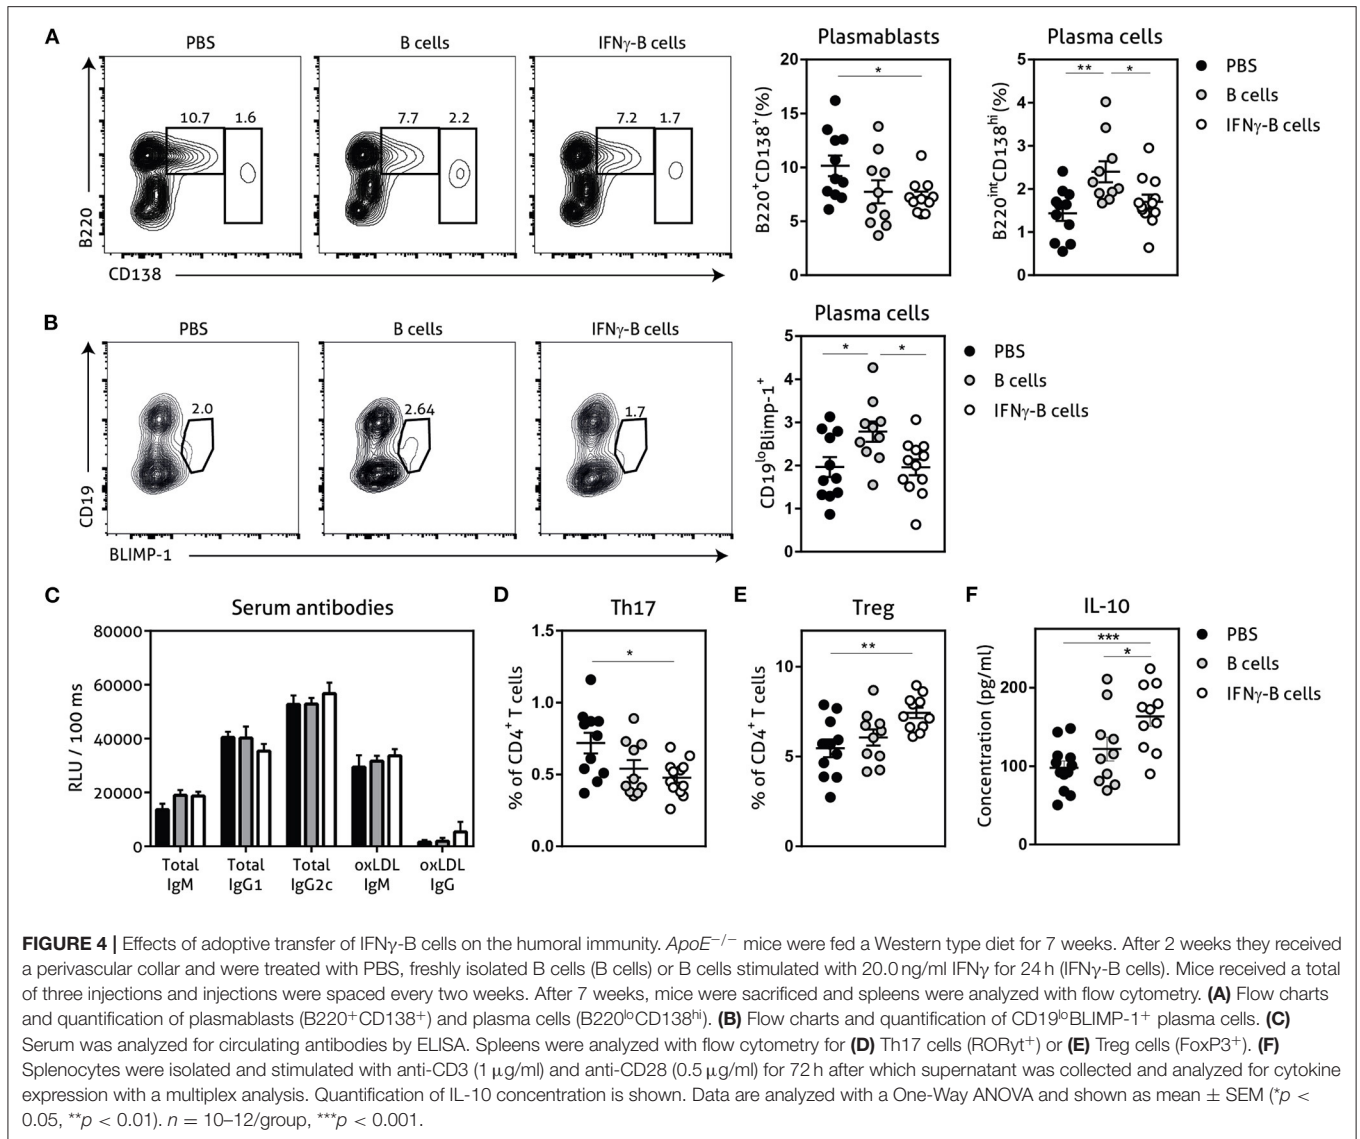 A
PBS
B cells
IFNγ-B cells
B220
10.7
1.6
7.7
2.2
7.2
1.7
CD138
Plasmablasts
B220+CD138+(%)
20
15
10
5
0
*
Plasma cells
B220intCD138hi(%)
5
4
3
2
1
0
**
*
PBS
B cells
IFNγ-B cells
B
PBS
B cells
IFNγ-B cells
CD19
2.0
2.64
1.7
BLIMP-1
Plasma cells
CD19loBlimp-1+
5
4
3
2
1
0
*
*
PBS
B cells
IFNγ-B cells
C
Serum antibodies
RLU / 100 ms
80000
60000
40000
20000
0
Total IgM
Total IgG1
Total IgG2c
oxLDL IgM
oxLDL IgG
D
Th17
% of CD4+ T cells
1.5
1.0
0.5
0.0
*
E
Treg
% of CD4+ T cells
10
5
0
**
F
IL-10
Concentration (pg/ml)
200
100
0
***
*
PBS
B cells
IFNγ-B cells
FIGURE 4 | Effects of adoptive transfer of IFNγ-B cells on the humoral immunity. ApoE−/− mice were fed a Western type diet for 7 weeks. After 2 weeks they received
a perivascular collar and were treated with PBS, freshly isolated B cells (B cells) or B cells stimulated with 20.0 ng/ml IFNγ for 24 h (IFNγ-B cells). Mice received a total
of three injections and injections were spaced every two weeks. After 7 weeks, mice were sacrificed and spleens were analyzed with flow cytometry. (A) Flow charts
and quantification of plasmablasts (B220+CD138+) and plasma cells (B220loCD138hi). (B) Flow charts and quantification of CD19loBLIMP-1+ plasma cells. (C)
Serum was analyzed for circulating antibodies by ELISA. Spleens were analyzed with flow cytometry for (D) Th17 cells (RORγt+) or (E) Treg cells (FoxP3+). (F)
Splenocytes were isolated and stimulated with anti-CD3 (1 μg/ml) and anti-CD28 (0.5 μg/ml) for 72 h after which supernatant was collected and analyzed for cytokine
expression with a multiplex analysis. Quantification of IL-10 concentration is shown. Data are analyzed with a One-Way ANOVA and shown as mean ± SEM (*p <
0.05, **p < 0.01). n = 10–12/group, ***p < 0.001.